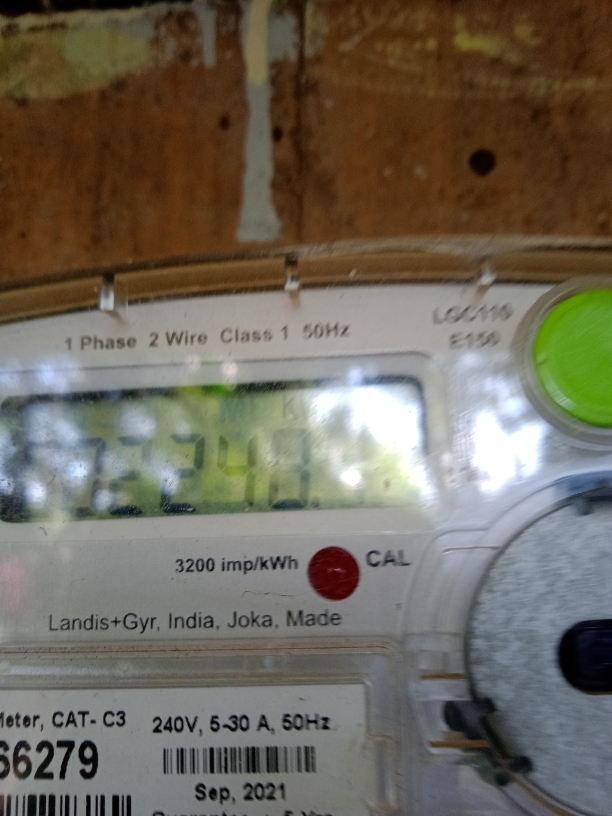 1 Phase 2 Wire Class 1 50Hz
LGC110
E150
3200 imp/kWh
CAL
Landis+Gyr, India, Joka, Made
CAT- C3
66279
240V, 5-30 A, 50Hz
Sep, 2021